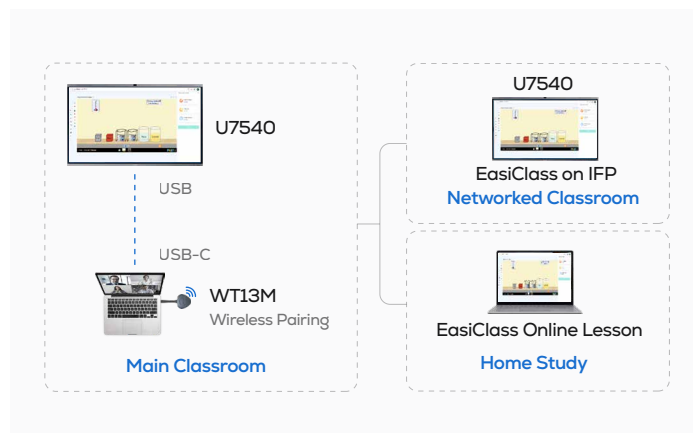 U7540
USB
USB-C
WT13M
Wireless Pairing
Main Classroom
U7540
EasiClass on IFP
Networked Classroom
EasiClass Online Lesson
Home Study